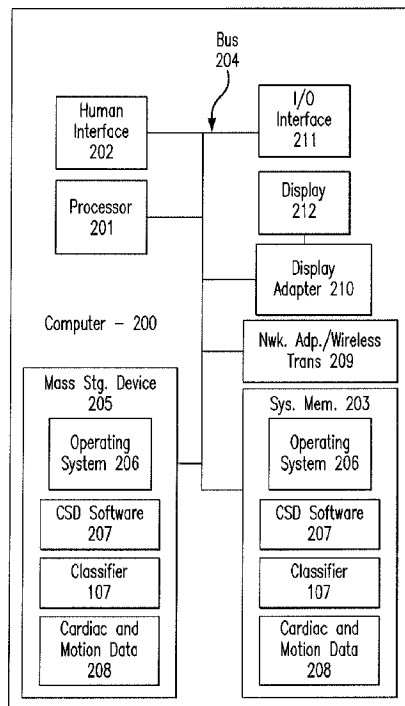 Bus
204
Human
Interface
202
I/O
Interface
211
Processor
201
Display
212
Display
Adapter 210
Computer – 200
Nwk. Adp./Wireless
Trans 209
Mass Stg. Device
205
Operating
System 206
CSD Software
207
Classifier
107
Cardiac and
Motion Data
208
Sys. Mem. 203
Operating
System 206
CSD Software
207
Classifier
107
Cardiac and
Motion Data
208